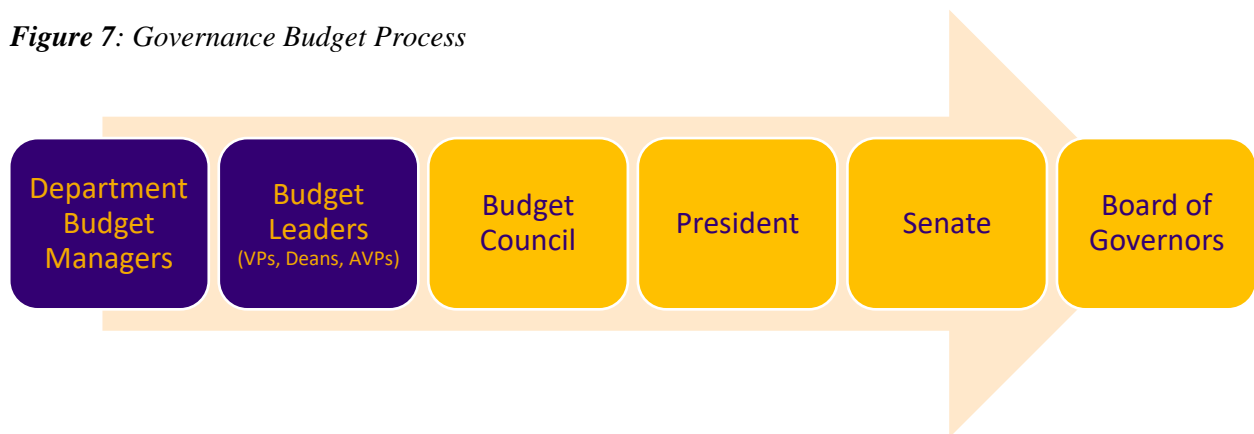 Figure 7: Governance Budget Process
Department
Budget
Managers
Budget
Leaders
(VPs, Deans, AVPs)
Budget
Council
President
Senate
Board of
Governors